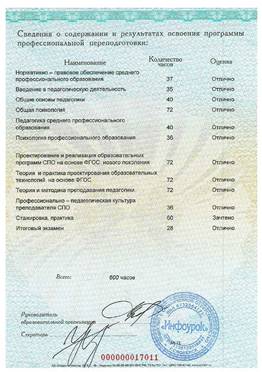 Сведения о содержании и результатах освоения программы
профессиональной переподготовки:
Наименование Количество часов Оценка
Нормативно – правовое обеспечение среднего
профессионального образования 37 Отлично
Введение в педагогическую деятельность 35 Отлично
Общие основы педагогики 40 Отлично
Общая психология 72 Отлично
Педагогика среднего профессионального
образования 40 Отлично
Психология профессионального образования 36 Отлично
Проектирование и реализация образовательных
программ СПО на основе ФГОС нового поколения 72 Отлично
Теория и практика проектирования образовательных
технологий на основе ФГОС 72 Отлично
Теория и методика преподавания педагогики 72 Отлично
Профессионально – педагогическая культура
преподавателя СПО 36 Отлично
Стажировка, практика 60 Зачтено
Итоговый экзамен 28 Отлично
Всего: 600 часов
Руководитель
образовательной организации
Секретарь
«Инфоурок»
000000017011